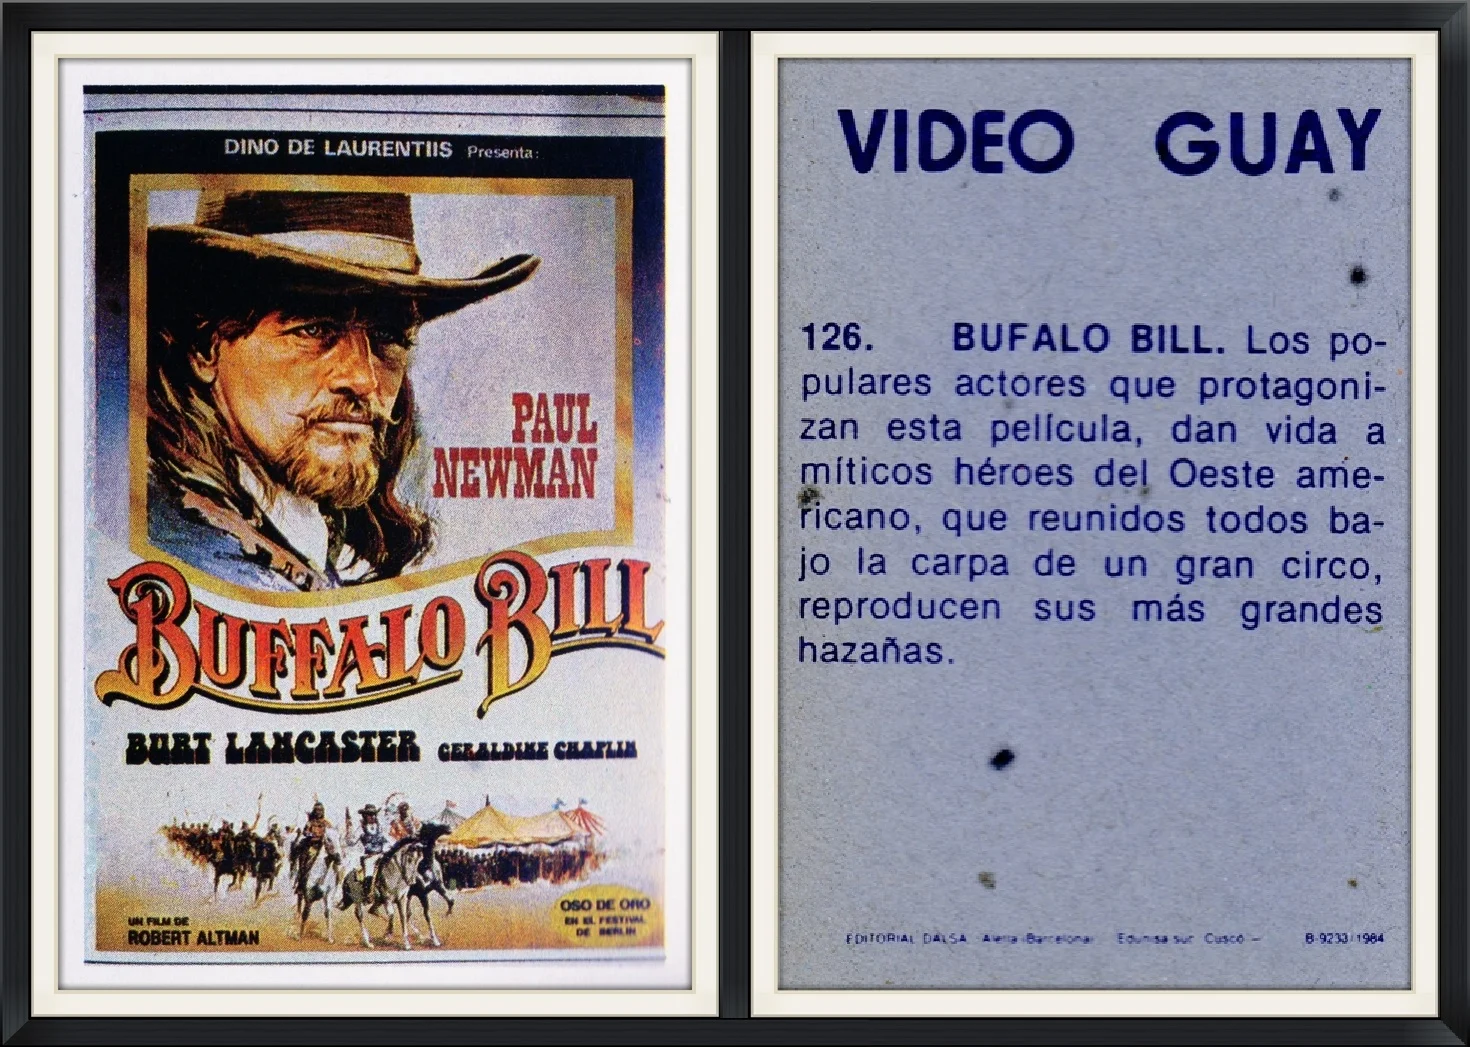 DINO DE LAURENTIIS Presenta:
PAUL
NEWMAN
BUFFALO BILL
BURT LANCASTER GERALDINE CHAPLIN
UN FILM DE
ROBERT ALTMAN
OSO DE ORO
EN EL FESTIVAL
DE BERLIN
VIDEO GUAY
126. BUFALO BILL. Los po-
pulares actores que protagoni-
zan esta película, dan vida a
míticos héroes del Oeste ame-
ricano, que reunidos todos ba-
jo la carpa de un gran circo,
reproducen sus más grandes
hazañas.
EDITORIAL DALSA (Barcelona) Cusco - B-9233/1984